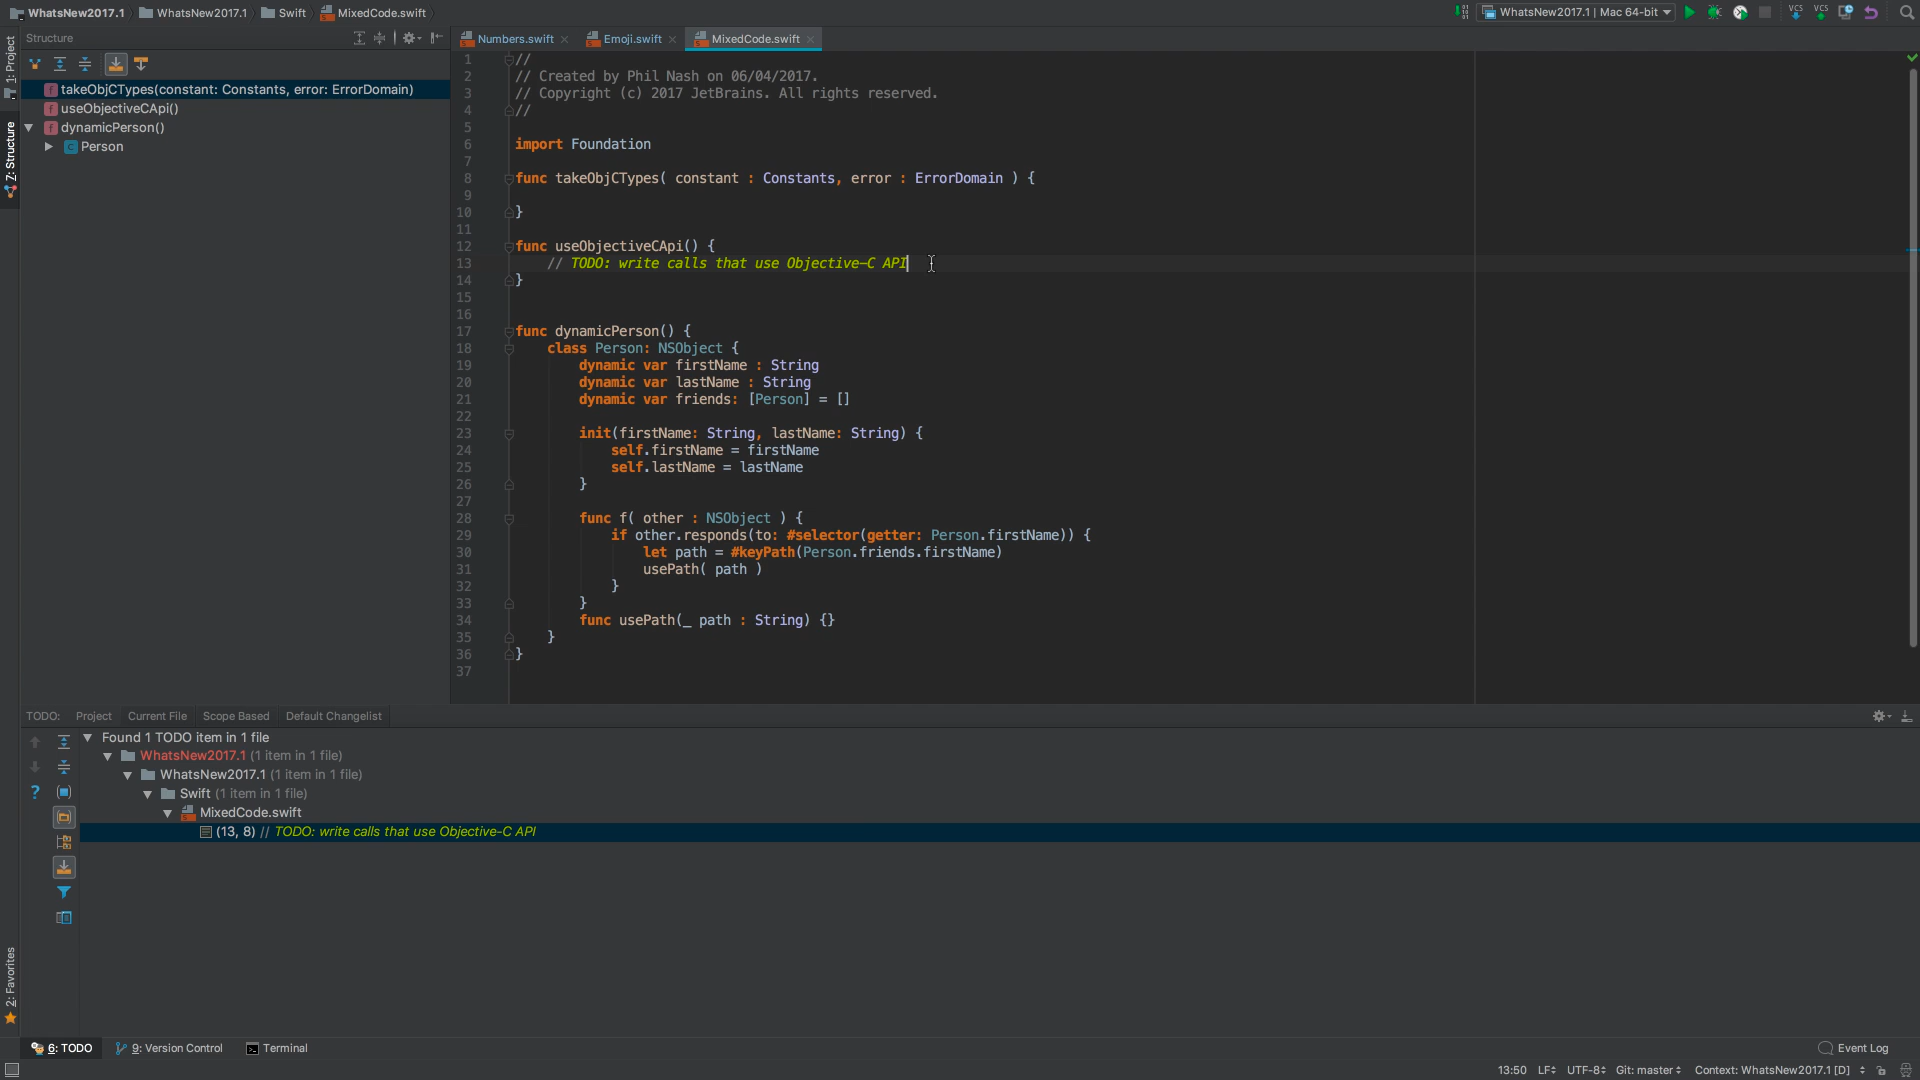 WhatsNew2017.1 WhatsNew2017.1 Swift MixedCode.swift
WhatsNew2017.1 | Mac 64-bit
VCS VCS
1: Project
Z: Structure
2: Favorites
Structure
takeObjCTypes(constant: Constants, error: ErrorDomain)
useObjectiveCApi()
dynamicPerson()
Person
Numbers.swift Emoji.swift MixedCode.swift
1 //
2 // Created by Phil Nash on 06/04/2017.
3 // Copyright (c) 2017 JetBrains. All rights reserved.
4 //
5
6 import Foundation
7
8 func takeObjCTypes( constant : Constants, error : ErrorDomain ) {
9
10 }
11
12 func useObjectiveCApi() {
13 // TODO: write calls that use Objective-C API
14 }
15
16
17 func dynamicPerson() {
18 class Person: NSObject {
19 dynamic var firstName : String
20 dynamic var lastName : String
21 dynamic var friends: [Person] = []
22
23 init(firstName: String, lastName: String) {
24 self.firstName = firstName
25 self.lastName = lastName
26 }
27
28 func f( other : NSObject ) {
29 if other.responds(to: #selector(getter: Person.firstName)) {
30 let path = #keyPath(Person.friends.firstName)
31 usePath( path )
32 }
33 }
34 func usePath(_ path : String) {}
35 }
36 }
37
TODO: Project Current File Scope Based Default Changelist
Found 1 TODO item in 1 file
WhatsNew2017.1 (1 item in 1 file)
WhatsNew2017.1 (1 item in 1 file)
Swift (1 item in 1 file)
MixedCode.swift
(13, 8) // TODO: write calls that use Objective-C API
6: TODO 9: Version Control Terminal Event Log
13:50 LF UTF-8 Git: master Context: WhatsNew2017.1 [D]